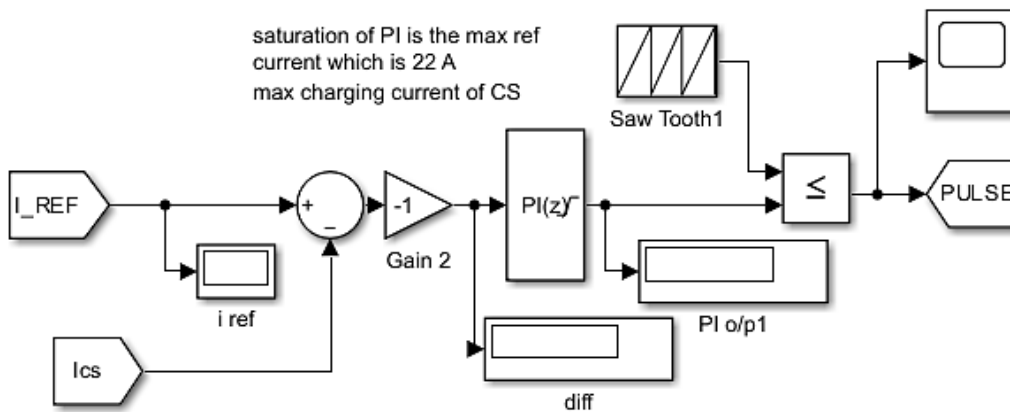 saturation of PI is the max ref
current which is 22 A
max charging current of CS
Saw Tooth1
I_REF
+
−
-1
PI(z)
≤
PULSE
Gain 2
i ref
PI o/p1
Ics
diff